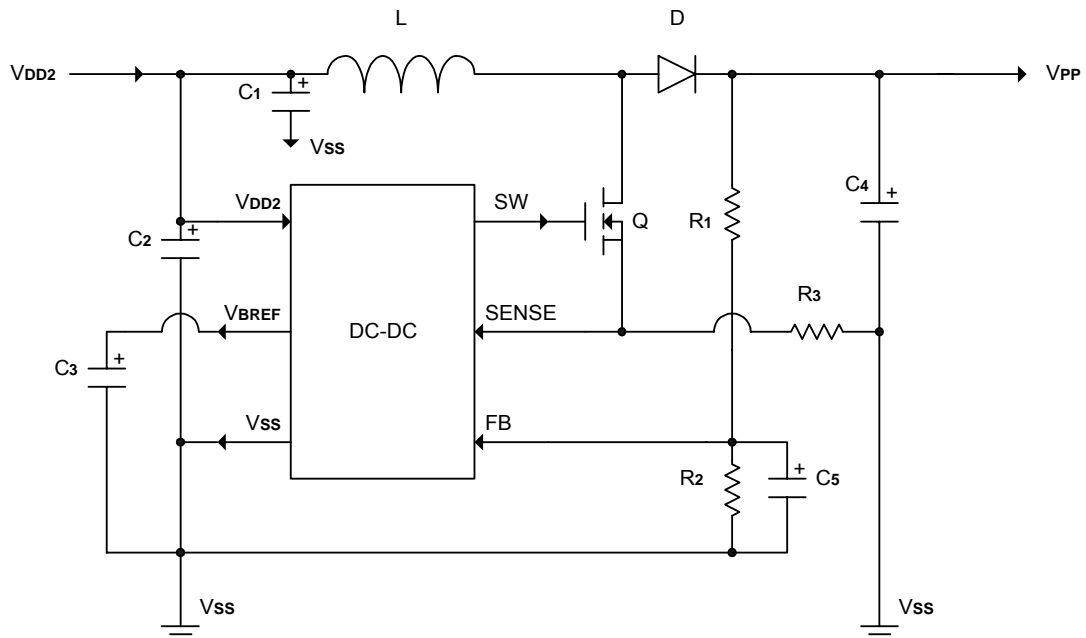 L
D
VDD2
VPP
C1
+
VSS
C4
+
VDD2
SW
C2
+
Q
R1
VBREF
DC-DC
SENSE
R3
C3
+
VSS
FB
R2
+
C5
VSS
VSS